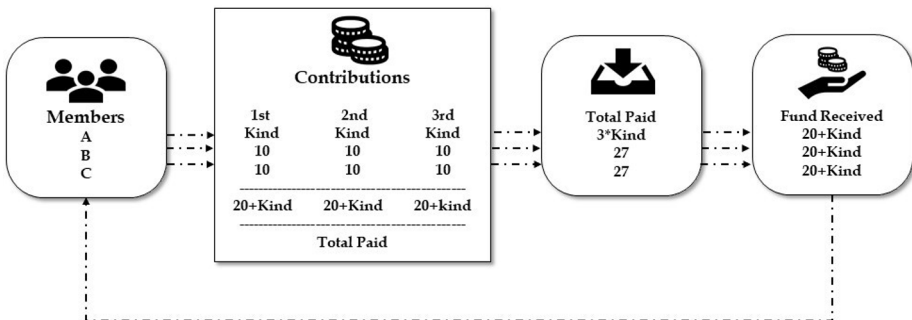 Members
A
B
C
Contributions
1st 2nd 3rd
Kind Kind Kind
10 10 10
10 10 10
20+Kind 20+Kind 20+kind
Total Paid
Total Paid
3*Kind
27
27
Fund Received
20+Kind
20+Kind
20+Kind